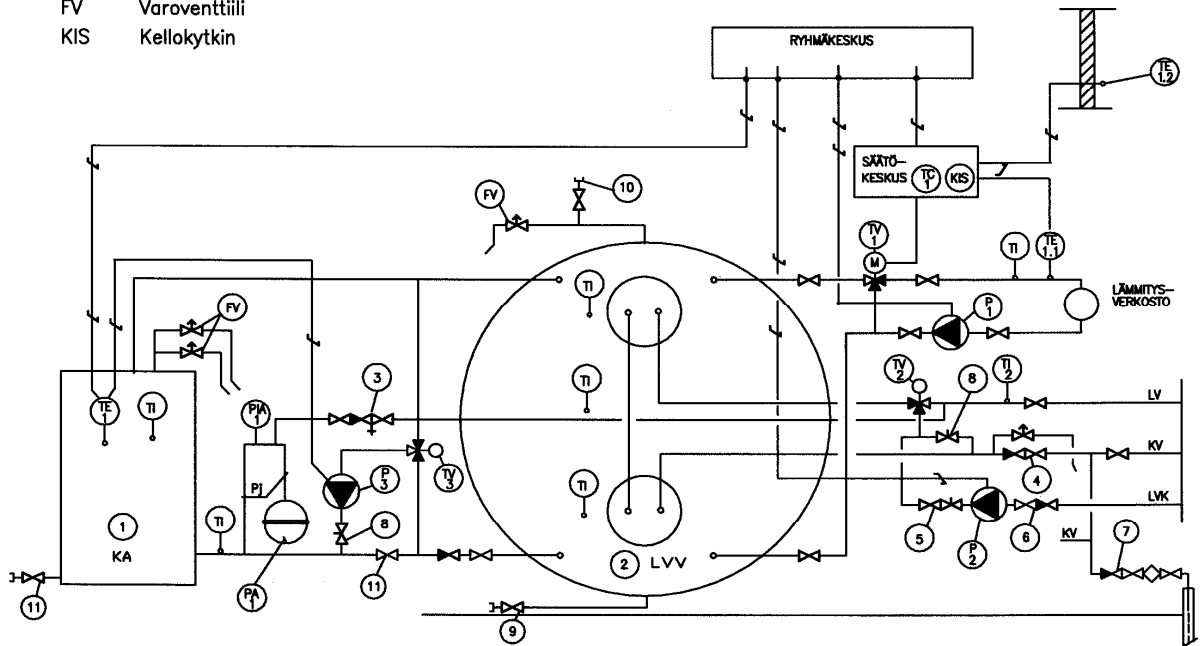 FV Varoventtiili
KIS Kellokytkin
RYHMÄKESKUS
TE 1.2
SÄÄTÖ-
KESKUS
TC 1
KIS
FV
10
TV 1
M
TI
TE 1.1
TI
LÄMMITYS-
VERKOSTO
P 1
FV
TV 2
8
TI 2
LV
3
TI
TE 1
TI
PIA 1
KV
P 3
TV 3
4
Pj
TI
LVK
1
KA
TI
8
5
P 2
6
KV
7
2 LVV
11
PA 1
11
9